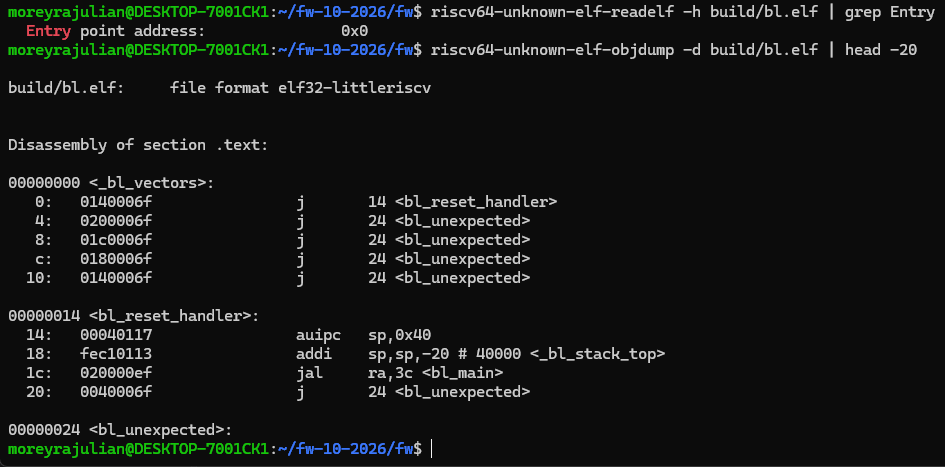 moreyrajulian@DESKTOP-7001CK1:~/fw-10-2026/fw$ riscv64-unknown-elf-readelf -h build/bl.elf | grep Entry
  Entry point address:               0x0
moreyrajulian@DESKTOP-7001CK1:~/fw-10-2026/fw$ riscv64-unknown-elf-objdump -d build/bl.elf | head -20

build/bl.elf:     file format elf32-littleriscv


Disassembly of section .text:

00000000 <_bl_vectors>:
   0:   0140006f                j       14 <bl_reset_handler>
   4:   0200006f                j       24 <bl_unexpected>
   8:   01c0006f                j       24 <bl_unexpected>
   c:   0180006f                j       24 <bl_unexpected>
  10:   0140006f                j       24 <bl_unexpected>

00000014 <bl_reset_handler>:
  14:   00040117                auipc   sp,0x40
  18:   fec10113                addi    sp,sp,-20 # 40000 <_bl_stack_top>
  1c:   020000ef                jal     ra,3c <bl_main>
  20:   0040006f                j       24 <bl_unexpected>

00000024 <bl_unexpected>:
moreyrajulian@DESKTOP-7001CK1:~/fw-10-2026/fw$